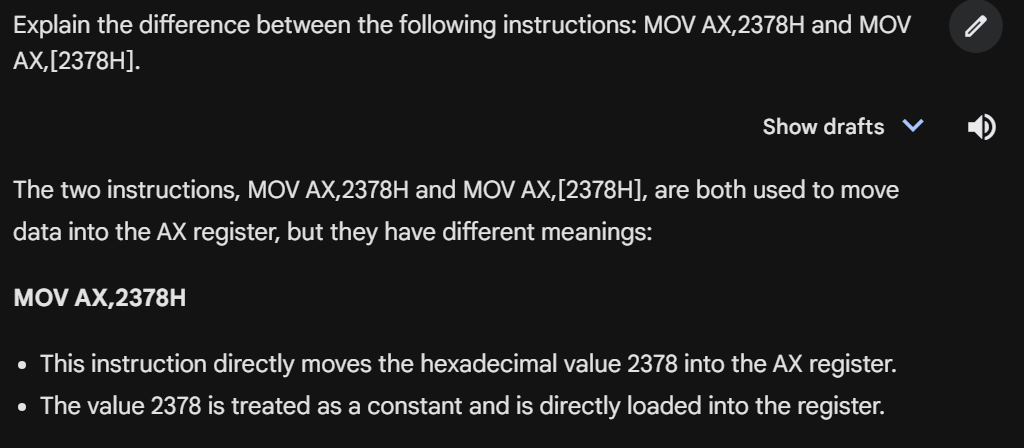 Explain the difference between the following instructions: MOV AX,2378H and MOV
AX,[2378H].
Show drafts
The two instructions, MOV AX,2378H and MOV AX,[2378H], are both used to move
data into the AX register, but they have different meanings:
MOV AX,2378H
• This instruction directly moves the hexadecimal value 2378 into the AX register.
• The value 2378 is treated as a constant and is directly loaded into the register.